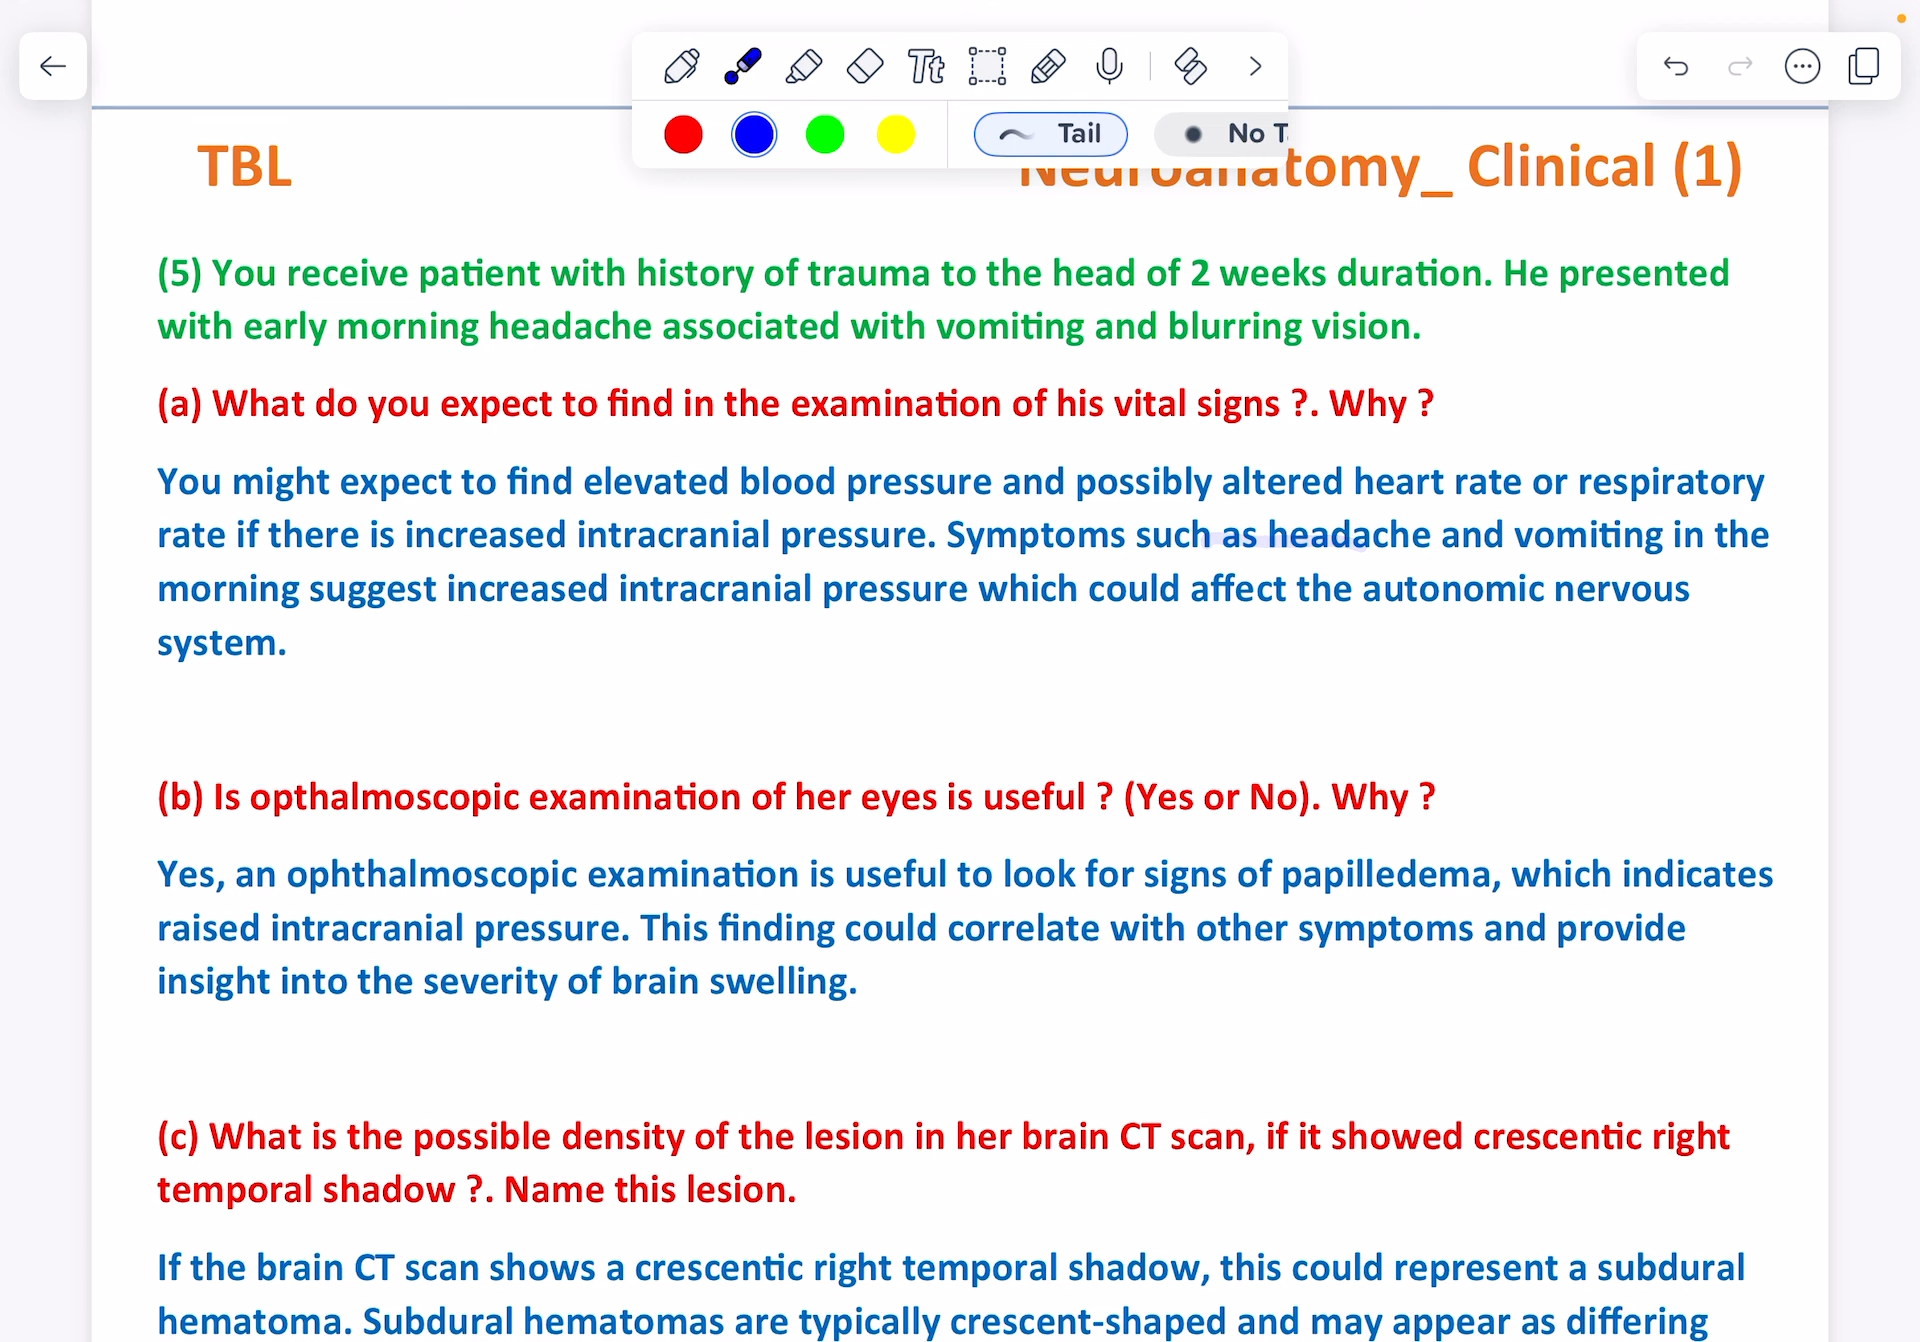 Tt
Tail
No T
TBL
Neuroanatomy_ Clinical (1)
(5) You receive patient with history of trauma to the head of 2 weeks duration. He presented
with early morning headache associated with vomiting and blurring vision.
(a) What do you expect to find in the examination of his vital signs ?. Why ?
You might expect to find elevated blood pressure and possibly altered heart rate or respiratory
rate if there is increased intracranial pressure. Symptoms such as headache and vomiting in the
morning suggest increased intracranial pressure which could affect the autonomic nervous
system.
(b) Is opthalmoscopic examination of her eyes is useful ? (Yes or No). Why ?
Yes, an ophthalmoscopic examination is useful to look for signs of papilledema, which indicates
raised intracranial pressure. This finding could correlate with other symptoms and provide
insight into the severity of brain swelling.
(c) What is the possible density of the lesion in her brain CT scan, if it showed crescentic right
temporal shadow ?. Name this lesion.
If the brain CT scan shows a crescentic right temporal shadow, this could represent a subdural
hematoma. Subdural hematomas are typically crescent-shaped and may appear as differing